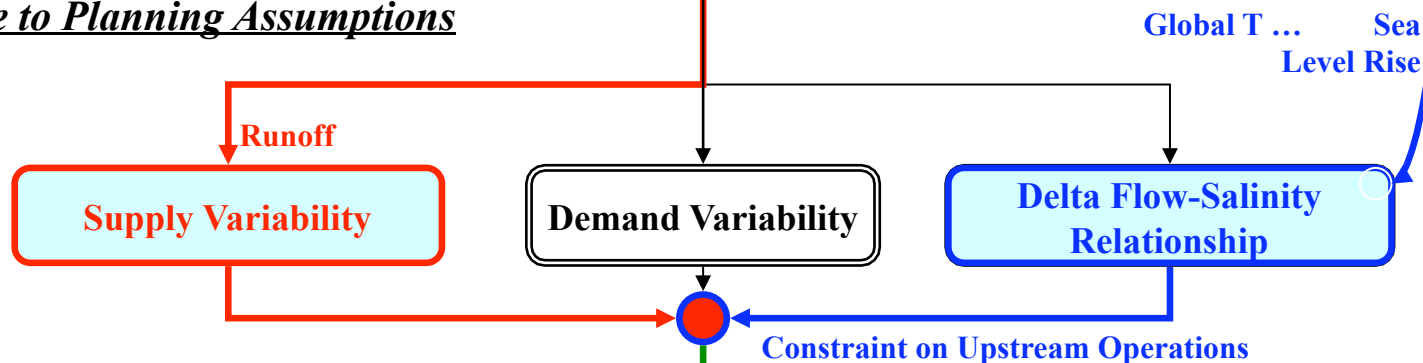 e to Planning Assumptions
Global T … Sea
Level Rise
Runoff
Supply Variability
Demand Variability
Delta Flow-Salinity
Relationship
Constraint on Upstream Operations